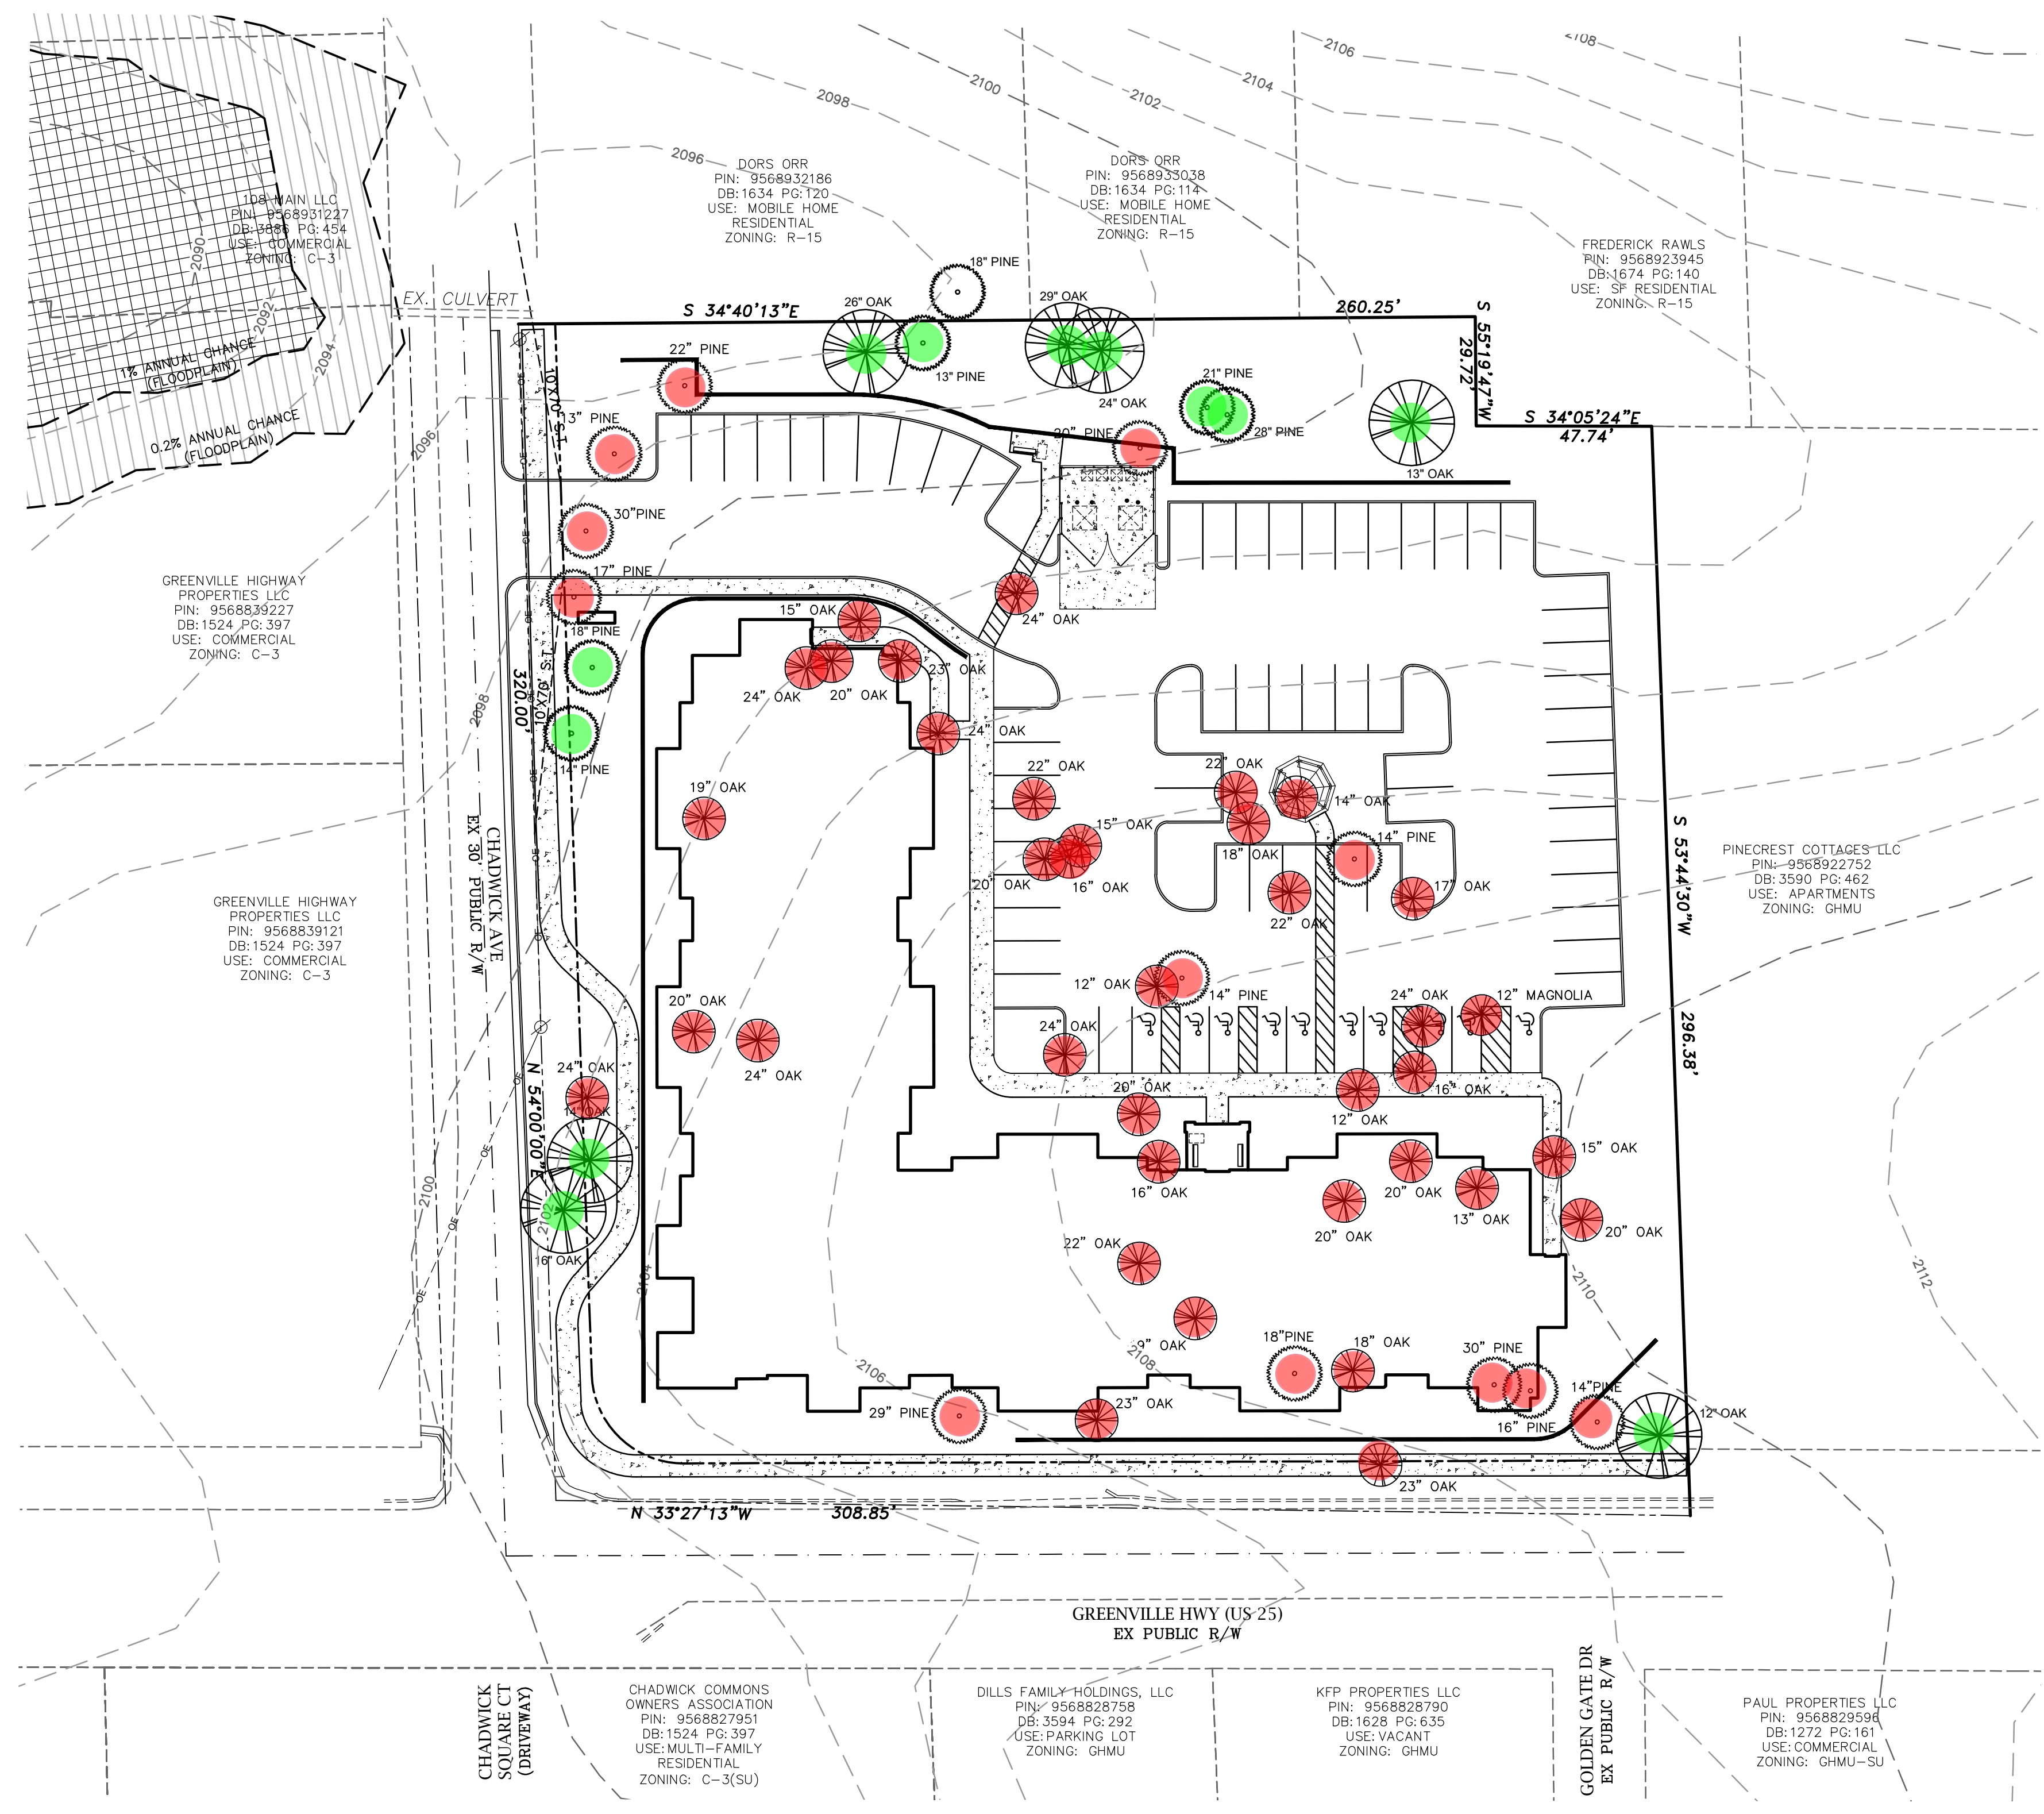 2106
2108
2100
2104
2098
2102
2096
DORS ORR
PIN: 9568932186
DB:1634 PG:120
USE: MOBILE HOME
RESIDENTIAL
ZONING: R-15
DORS ORR
PIN: 9568933038
DB:1634 PG:114
USE: MOBILE HOME
RESIDENTIAL
ZONING: R-15
108 MAIN LLC
PIN: 9568931227
DB:3886 PG:454
USE: COMMERCIAL
ZONING: C-3
2090
2092
2094
2096
FREDERICK RAWLS
PIN: 9568923945
DB:1674 PG:140
USE: SF RESIDENTIAL
ZONING: R-15
1% ANNUAL CHANCE
(FLOODPLAIN)
0.2% ANNUAL CHANCE
(FLOODPLAIN)
EX. CULVERT
S 34°40'13"E
260.25'
S 55°19'47"W
29.72'
S 34°05'24"E
47.74'
18" PINE
26" OAK
13" PINE
29" OAK
24" OAK
22" PINE
21" PINE
28" PINE
13" OAK
13" PINE
20" PINE
10'X70' S.T.
30"PINE
17" PINE
18" PINE
14" PINE
15" OAK
24" OAK
24" OAK
20" OAK
23" OAK
24" OAK
GREENVILLE HIGHWAY
PROPERTIES LLC
PIN: 9568839227
DB:1524 PG:397
USE: COMMERCIAL
ZONING: C-3
320.00'
10'X70' S.T.
2098
19" OAK
22" OAK
15" OAK
20" OAK
16" OAK
22" OAK
18" OAK
14" OAK
14" PINE
22" OAK
17" OAK
CHADWICK AVE
EX 30' PUBLIC R/W
PINECREST COTTAGES LLC
PIN: 9568922752
DB:3590 PG:462
USE: APARTMENTS
ZONING: GHMU
S 53°44'30"W
296.38'
GREENVILLE HIGHWAY
PROPERTIES LLC
PIN: 9568839121
DB:1524 PG:397
USE: COMMERCIAL
ZONING: C-3
12" OAK
14" PINE
20" OAK
24" OAK
24" OAK
24" OAK
12" MAGNOLIA
N 54°00'00"E
24" OAK
14" OAK
16" OAK
20" OAK
12" OAK
16" OAK
16" OAK
20" OAK
20" OAK
13" OAK
15" OAK
20" OAK
2100
2102
2104
2106
2108
2110
2112
OE
OE
OE
22" OAK
9" OAK
18"PINE
18" OAK
30" PINE
16" PINE
14"PINE
12" OAK
29" PINE
23" OAK
23" OAK
N 33°27'13"W
308.85'
GREENVILLE HWY (US 25)
EX PUBLIC R/W
CHADWICK
SQUARE CT
(DRIVEWAY)
CHADWICK COMMONS
OWNERS ASSOCIATION
PIN: 9568827951
DB:1524 PG:397
USE:MULTI-FAMILY
RESIDENTIAL
ZONING: C-3(SU)
DILLS FAMILY HOLDINGS, LLC
PIN: 9568828758
DB:3594 PG:292
USE:PARKING LOT
ZONING: GHMU
KFP PROPERTIES LLC
PIN: 9568828790
DB:1628 PG:635
USE:VACANT
ZONING: GHMU
GOLDEN GATE DR
EX PUBLIC R/W
PAUL PROPERTIES LLC
PIN: 9568829596
DB:1272 PG:161
USE:COMMERCIAL
ZONING: GHMU-SU